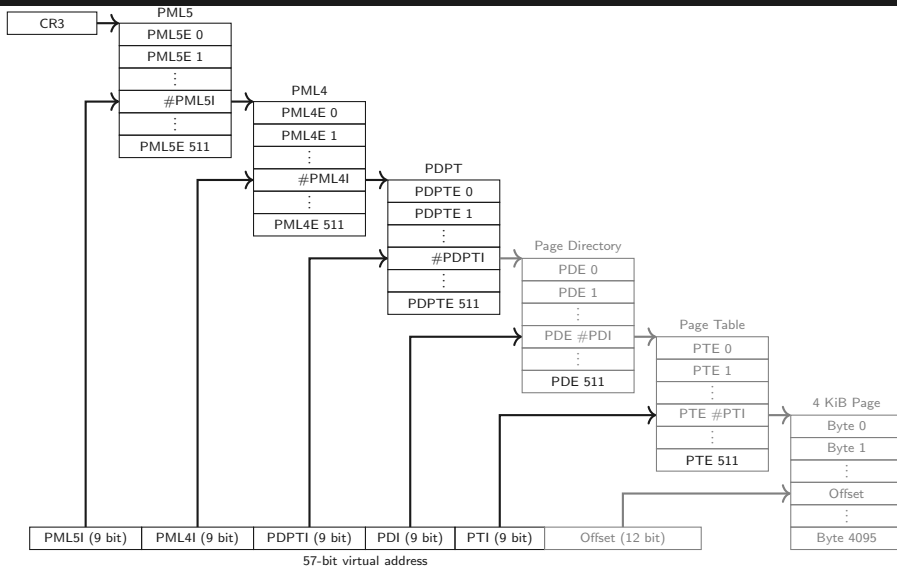 CR3
PML5
PML5E 0
PML5E 1
⋮
#PML5I
⋮
PML5E 511
PML4
PML4E 0
PML4E 1
⋮
#PML4I
⋮
PML4E 511
PDPT
PDPTE 0
PDPTE 1
⋮
#PDPTI
⋮
PDPTE 511
Page Directory
PDE 0
PDE 1
⋮
PDE #PDI
⋮
PDE 511
Page Table
PTE 0
PTE 1
⋮
PTE #PTI
⋮
PTE 511
4 KiB Page
Byte 0
Byte 1
⋮
Offset
⋮
Byte 4095
PML5I (9 bit) PML4I (9 bit) PDPTI (9 bit) PDI (9 bit) PTI (9 bit) Offset (12 bit)
57-bit virtual address